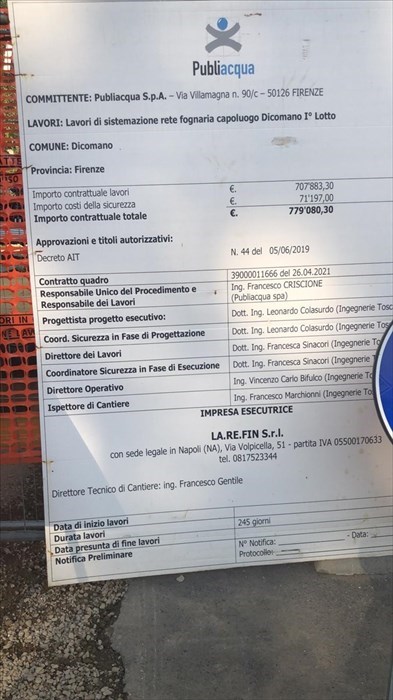 Publiacqua
COMMITTENTE: Publiacqua S.p.A. – Via Villamagna n. 90/c – 50126 FIRENZE
LAVORI: Lavori di sistemazione rete fognaria capoluogo Dicomano I° Lotto
COMUNE: Dicomano
Provincia: Firenze
Importo contrattuale lavori €. 707'883,30
Importo costi della sicurezza €. 71'197,00
Importo contrattuale totale €. 779'080,30
Approvazioni e titoli autorizzativi:
Decreto AIT N. 44 del 05/06/2019
Contratto quadro 39000011666 del 26.04.2021
Responsabile Unico del Procedimento e Ing. Francesco CRISCIONE
Responsabile dei Lavori (Publiacqua spa)
Progettista progetto esecutivo: Dott. Ing. Leonardo Colasurdo (Ingegnerie Tosc
Coord. Sicurezza in Fase di Progettazione Dott. Ing. Leonardo Colasurdo (Ingegnerie Tos
Direttore dei Lavori Dott. Ing. Francesca Sinacori (Ingegnerie T
Coordinatore Sicurezza in Fase di Esecuzione Dott. Ing. Francesca Sinacori (Ingegnerie
Direttore Operativo Ing. Vincenzo Carlo Bifulco (Ingegnerie To
Ispettore di Cantiere Ing. Francesco Marchionni (Ingegnerie To
IMPRESA ESECUTRICE
LA.RE.FIN S.r.l.
con sede legale in Napoli (NA), Via Volpicella, 51 - partita IVA 05500170633
tel. 0817523344
Direttore Tecnico di Cantiere: ing. Francesco Gentile
Data di inizio lavori
Durata lavori 245 giorni
Data presunta di fine lavori
Notifica Preliminare N° Notifica: - Data:
Protocollo: